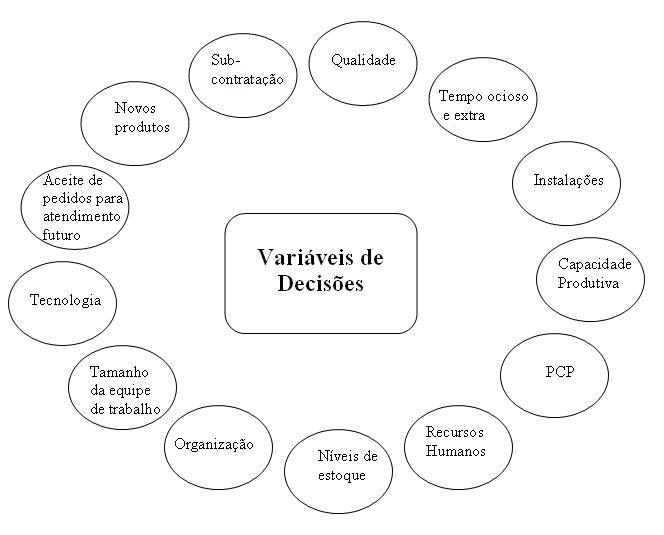 Qualidade
Tempo ocioso
e extra
Instalações
Capacidade
Produtiva
PCP
Recursos
Humanos
Níveis de
estoque
Organização
Tamanho
da equipe
de trabalho
Tecnologia
Aceite de
pedidos para
atendimento
futuro
Novos
produtos
Sub-
contratação
Variáveis de
Decisões